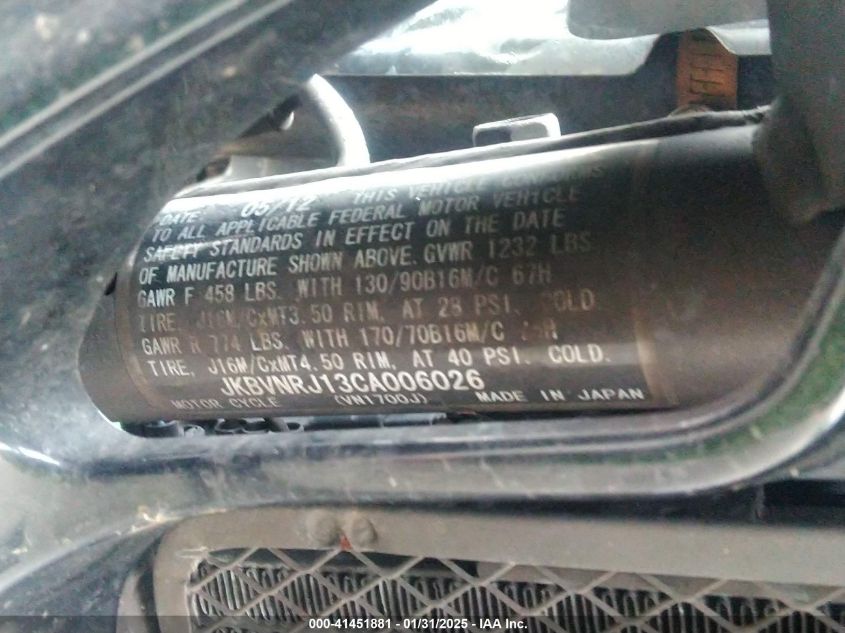 DATE 05/12 THIS VEHICLE CONFORMS
TO ALL APPLICABLE FEDERAL MOTOR VEHICLE
SAFETY STANDARDS IN EFFECT ON THE DATE
OF MANUFACTURE SHOWN ABOVE. GVWR 1232 LBS
GAWR F 458 LBS. WITH 130/90B16M/C 67H
TIRE, J16M/CxMT3.50 RIM, AT 28 PSI. COLD
GAWR R 774 LBS. WITH 170/70B16M/C
TIRE, J16M/CxMT4.50 RIM, AT 40 PSI. COLD.
JKBVNRJ13CA006026
MOTOR CYCLE (VN1700J) MADE IN JAPAN
000-41451881 - 01/31/2025 - IAA Inc.